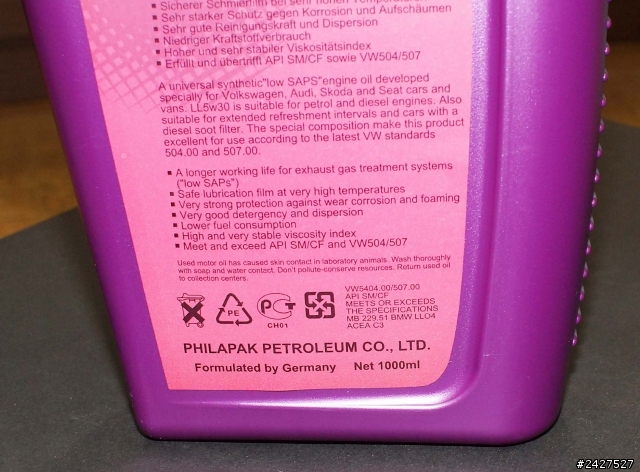 Sicherer Schmierfilm bei sehr hohen Temperaturen
Sehr starker Schutz gegen Korrosion und Aufschäumen
Sehr gute Reinigungskraft und Dispersion
Niedriger Kraftstoffverbrauch
Hoher und sehr stabiler Viskositätsindex
Erfüllt und übertrifft API SM/CF sowie VW504/507
A universal synthetic"low SAPS"engine oil developed
specially for Volkswagen, Audi, Skoda and Seat cars and
vans. LL5w30 is suitable for petrol and diesel engines. Also
suitable for extended refreshment intervals and cars with a
diesel soot filter. The special composition make this product
excellent for use according to the latest VW standards
504.00 and 507.00.
A longer working life for exhaust gas treatment systems
("low SAPs")
Safe lubrication film at very high temperatures
Very strong protection against wear corrosion and foaming
Very good detergency and dispersion
Lower fuel consumption
High and very stable viscosity index
Meet and exceed API SM/CF and VW504/507
Used motor oil has caused skin contact in laboratory animals. Wash thoroughly
with soap and water contact. Don't pollute-conserve resources. Return used oil
to collection centers.
PE
PCT
CH01
VW5404.00/507.00
API SM/CF
MEETS OR EXCEEDS
THE SPECIFICATIONS
MB 229.51 BMW LLO4
ACEA C3
PHILAPAK PETROLEUM CO., LTD.
Formulated by Germany Net 1000ml
#2427527